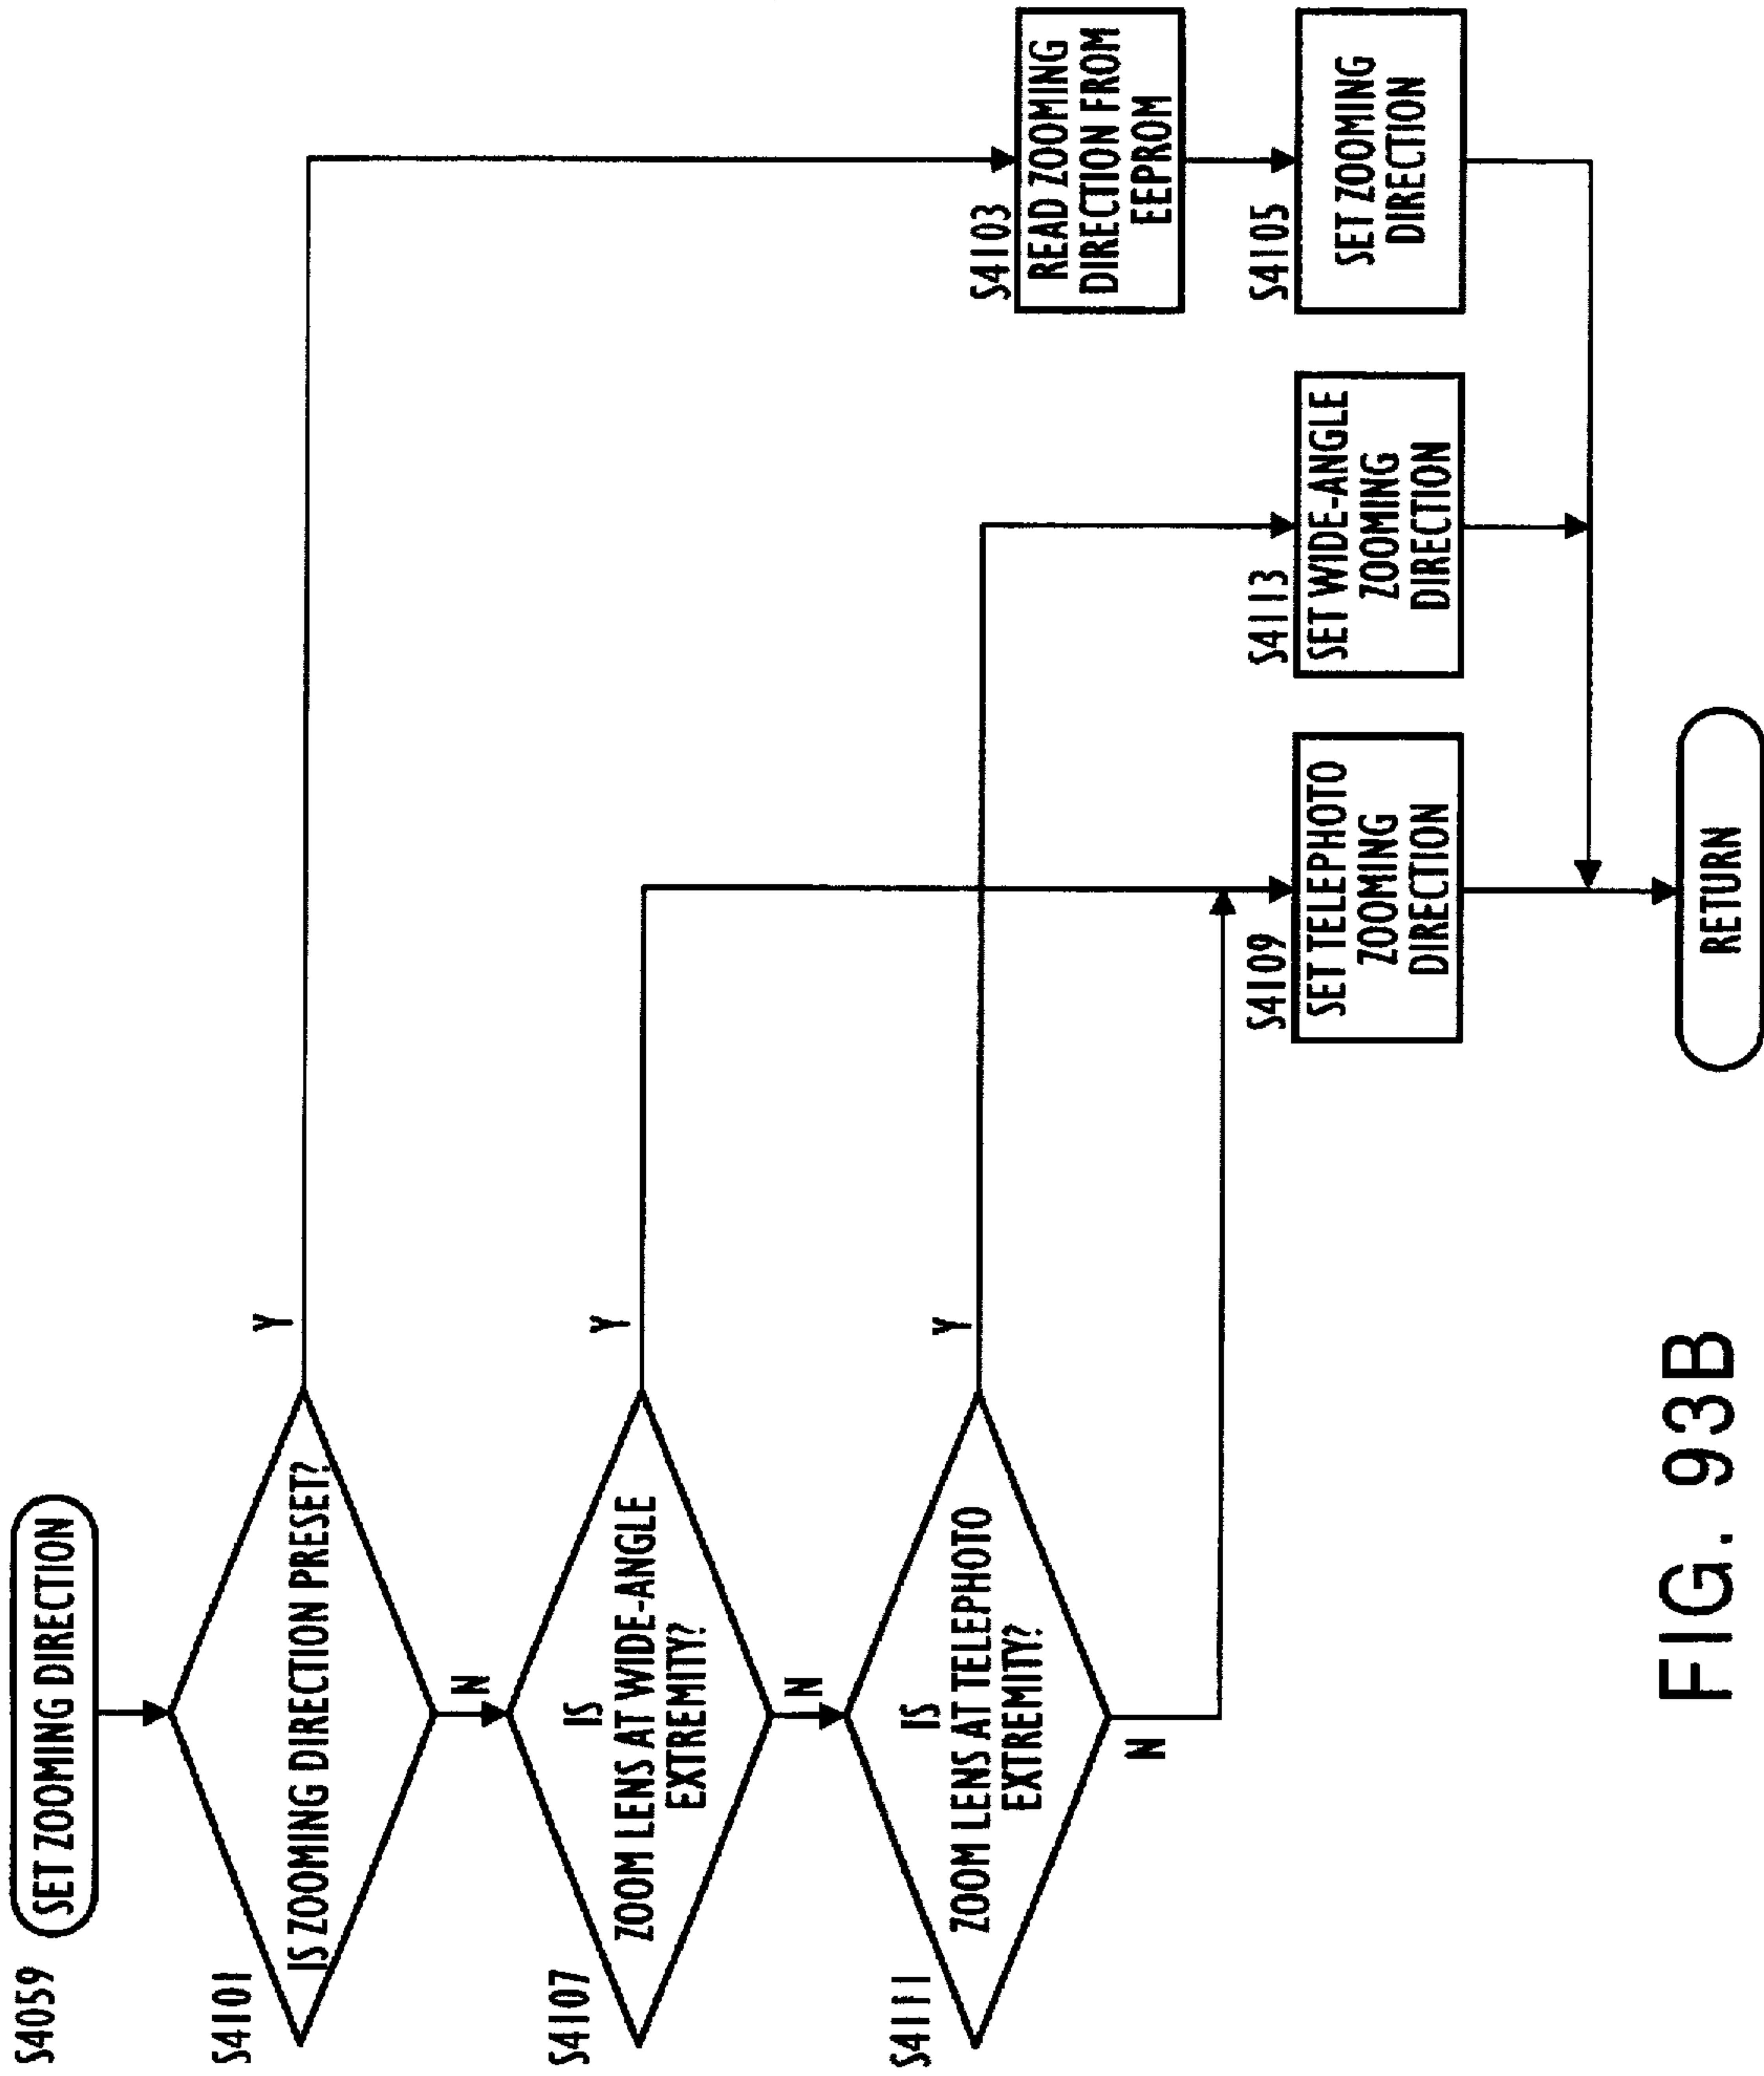 S4059
SET ZOOMING DIRECTION
S4101
IS ZOOMING DIRECTION PRESET?
Y
N
S4107
IS
ZOOM LENS AT WIDE-ANGLE
EXTREMITY?
Y
N
S4111
IS
ZOOM LENS AT TELEPHOTO
EXTREMITY?
Y
N
S4103
READ ZOOMING
DIRECTION FROM
EEPROM
S4109
SET TELEPHOTO
ZOOMING
DIRECTION
S4113
SET WIDE-ANGLE
ZOOMING
DIRECTION
S4105
SET ZOOMING
DIRECTION
RETURN
FIG. 93B